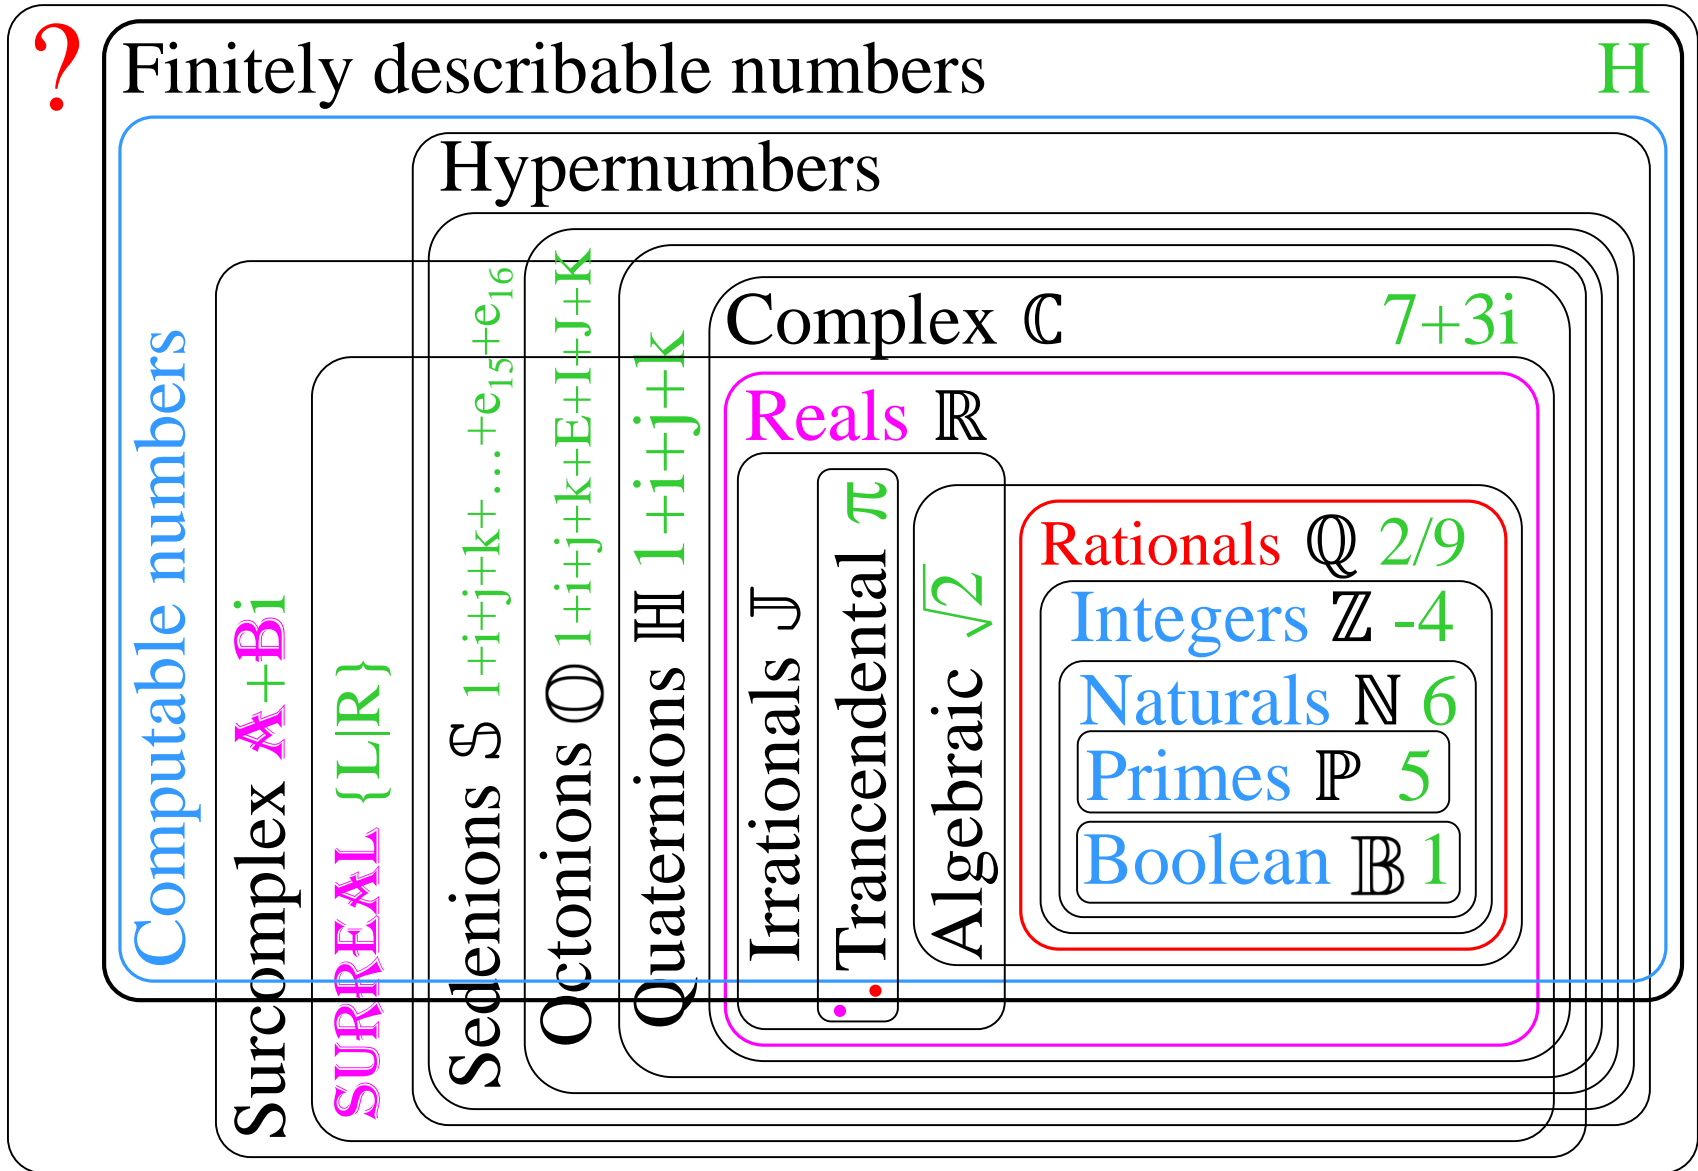 ?
Finitely describable numbers H
Hypernumbers
Computable numbers
Surcomplex A+Bi
SURREAL {L|R}
Sedenions 𝕊 1+i+j+k+...+e₁₅+e₁₆
Octonions 𝕆 1+i+j+k+E+I+J+K
Quaternions ℍ 1+i+j+k
Complex ℂ 7+3i
Reals ℝ
Irrationals 𝕁
Trancendental π
Algebraic √2
Rationals ℚ 2/9
Integers ℤ -4
Naturals ℕ 6
Primes ℙ 5
Boolean 𝔹 1